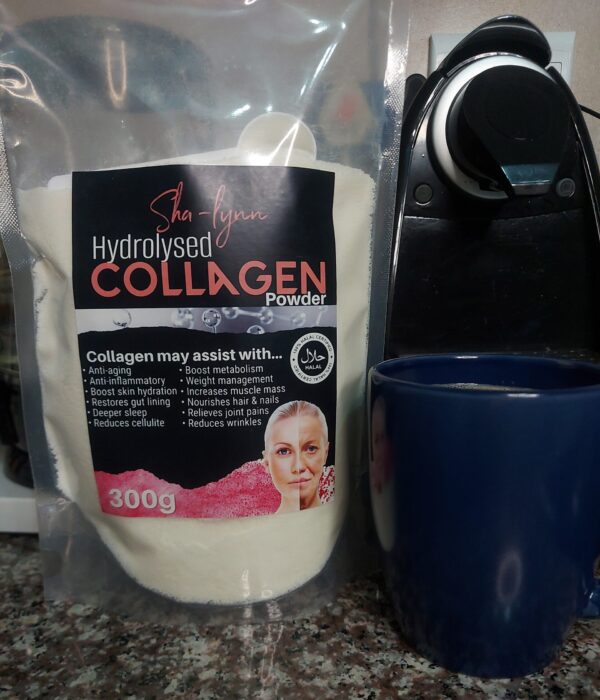 Sha-lynn
Hydrolysed
COLLAGEN
Powder
Collagen may assist with...
· Anti-aging
· Anti-inflammatory
· Boost skin hydration
· Restores gut lining
· Deeper sleep
· Reduces cellulite
· Boost metabolism
· Weight management
· Increases muscle mass
· Nourishes hair & nails
· Relieves joint pains
· Reduces wrinkles
حلال
HALAL
300g